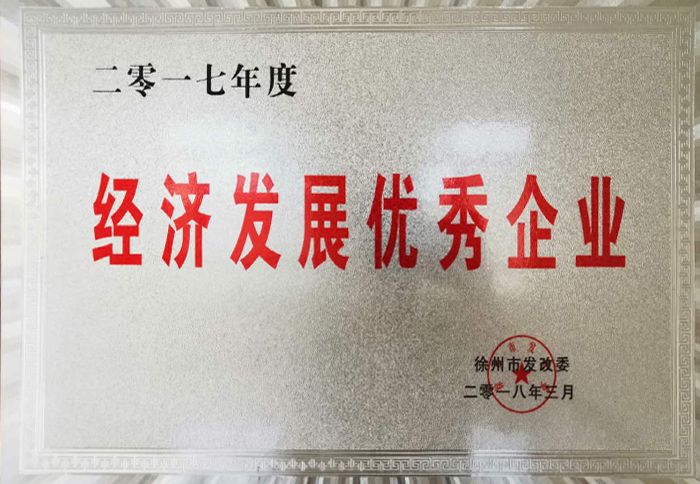 二零一七年度
经济发展优秀企业
徐州市发改委
二零一八年三月